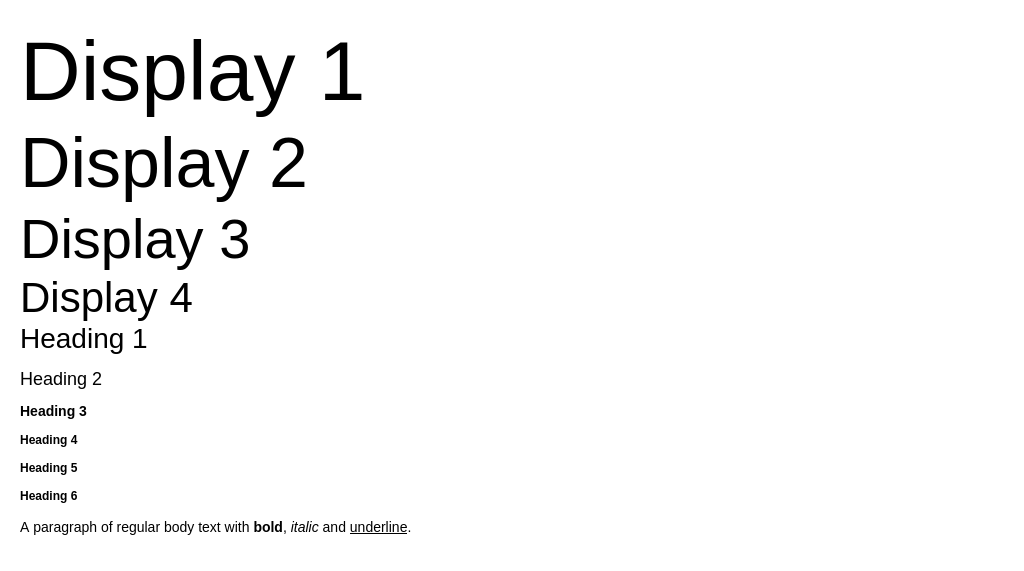 Display 1
Display 2
Display 3
Display 4
Heading 1
Heading 2
Heading 3
Heading 4
Heading 5
Heading 6
A paragraph of regular body text with bold, italic and underline.